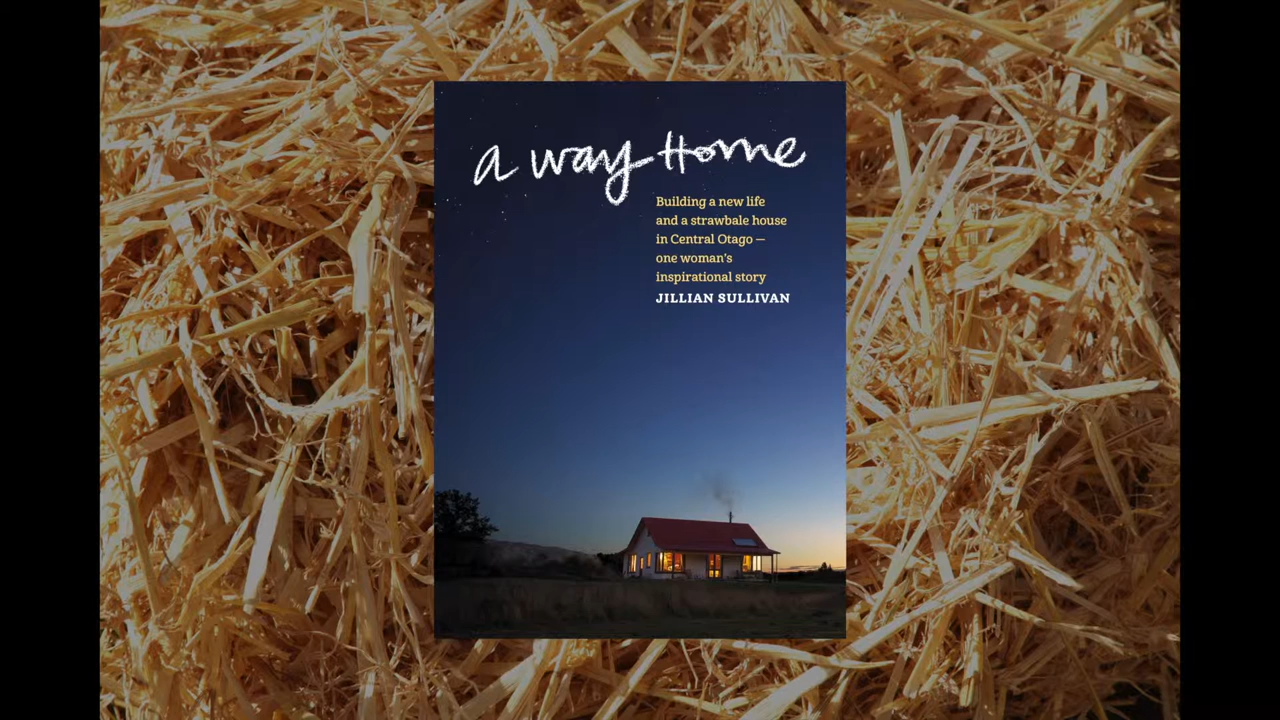 a way Home
Building a new life
and a strawbale house
in Central Otago —
one woman's
inspirational story
JILLIAN SULLIVAN